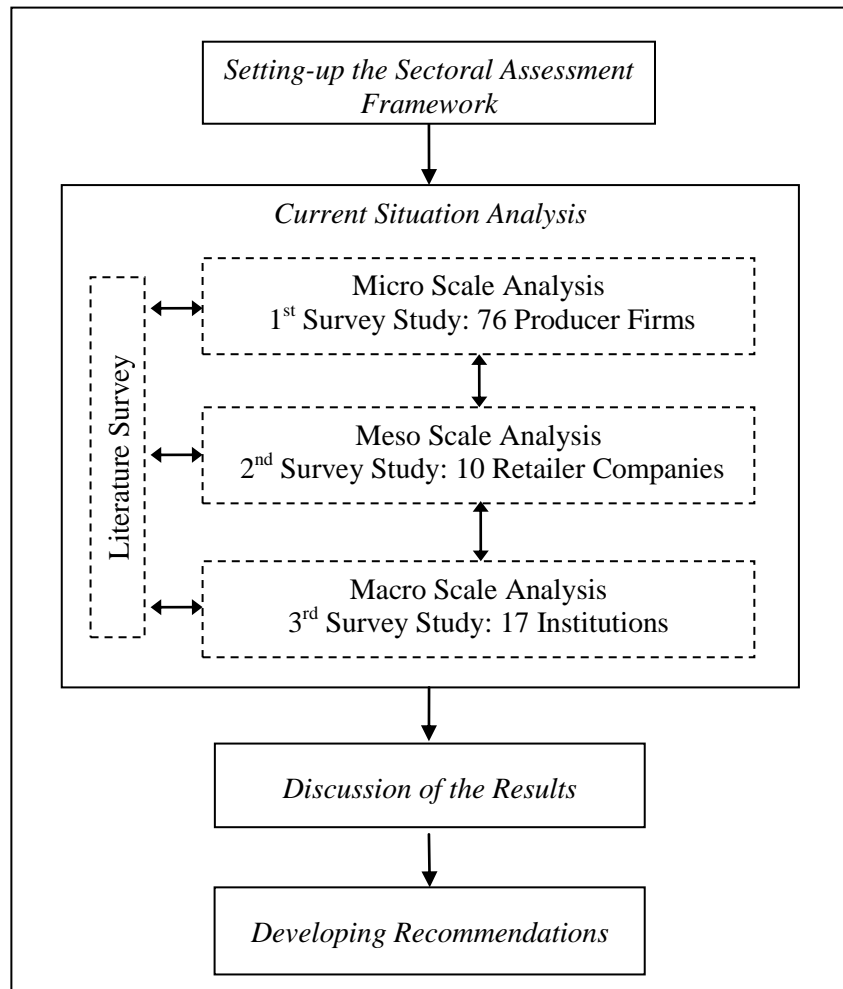 Setting-up the Sectoral Assessment
Framework
Current Situation Analysis
Literature Survey
Micro Scale Analysis
1st Survey Study: 76 Producer Firms
Meso Scale Analysis
2nd Survey Study: 10 Retailer Companies
Macro Scale Analysis
3rd Survey Study: 17 Institutions
Discussion of the Results
Developing Recommendations